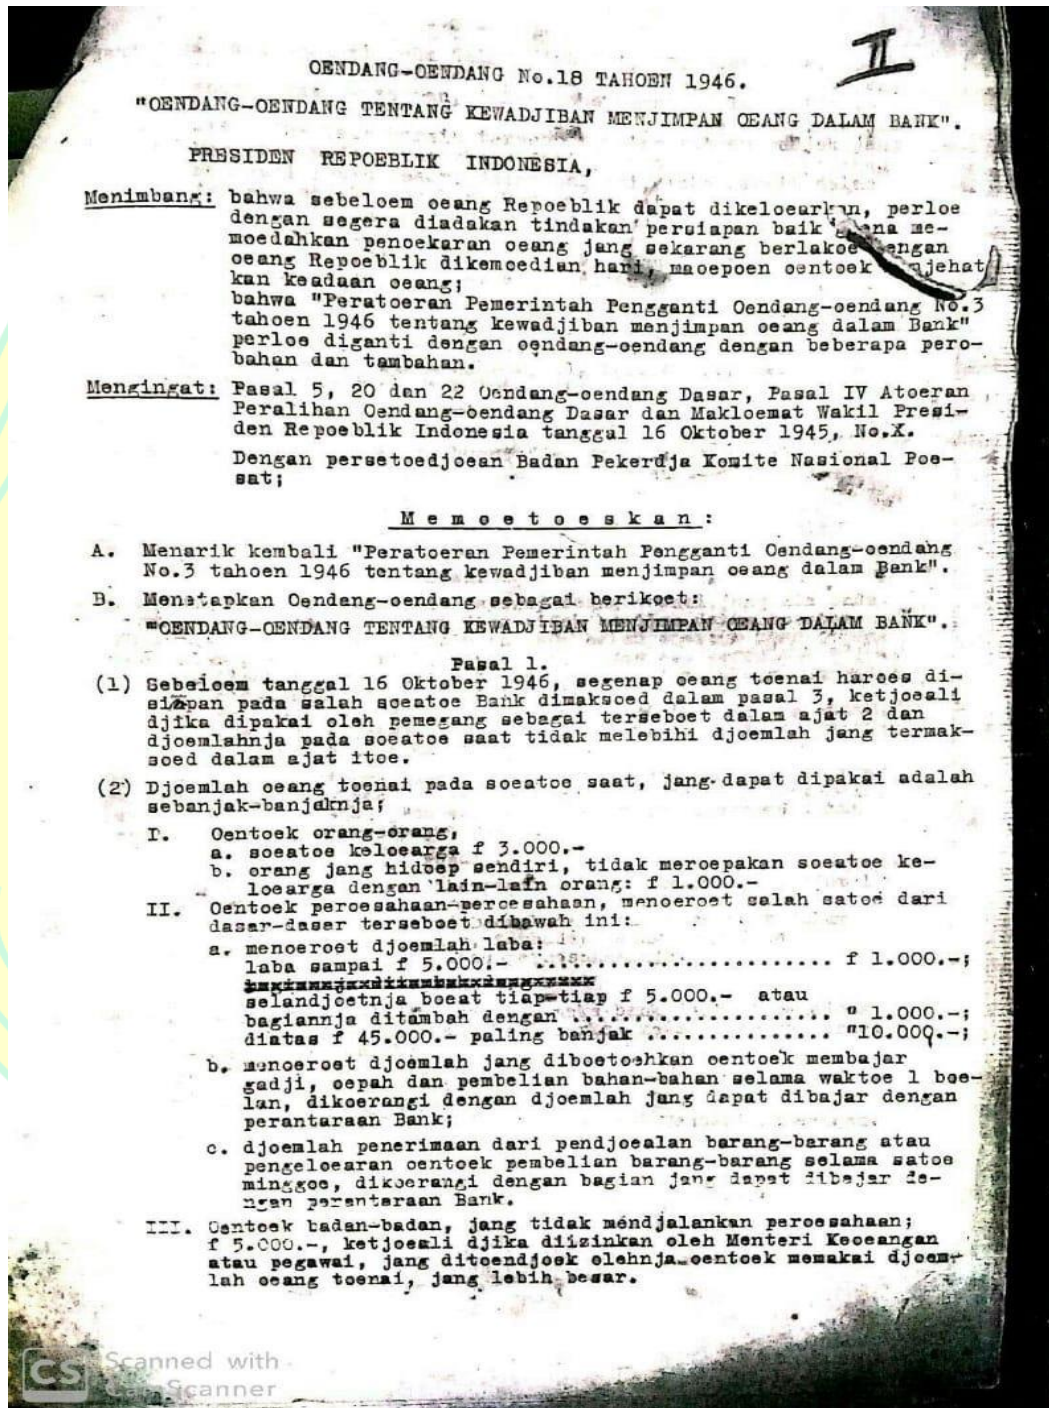 II
OENDANG-OENDANG No.18 TAHOEN 1946.
"OENDANG-OENDANG TENTANG KEWADJIBAN MENJIMPAN OEANG DALAM BANK".
PRESIDEN REPOEBLIK INDONESIA,
Menimbang: bahwa sebeloem oeang Repoeblik dapat dikeloearkan, perloe
dengan segera diadakan tindakan persiapan baik goena me-
moedahkan penoekaran oeang jang sekarang berlakoe dengan
oeang Repoeblik dikemoedian hari, maoepoen oentoek jehat
kan keadaan oeang;
bahwa "Peratoeran Pemerintah Pengganti Oendang-oendang No.3
tahoen 1946 tentang kewadjiban menjimpan oeang dalam Bank"
perloe diganti dengan oendang-oendang dengan beberapa pero-
bahan dan tambahan.
Mengingat: Pasal 5, 20 dan 22 Oendang-oendang Dasar, Pasal IV Atoeran
Peralihan Oendang-oendang Dasar dan Makloemat Wakil Presi-
den Repoeblik Indonesia tanggal 16 Oktober 1945, No.X.
Dengan persetoedjoean Badan Pekerdja Komite Nasional Poe-
sat;
M e m o e t o e s k a n :
A. Menarik kembali "Peratoeran Pemerintah Pengganti Oendang-oendang
No.3 tahoen 1946 tentang kewadjiban menjimpan oeang dalam Bank".
B. Menetapkan Oendang-oendang sebagai berikoet:
"OENDANG-OENDANG TENTANG KEWADJIBAN MENJIMPAN OEANG DALAM BANK".
Pasal 1.
(1) Sebeloem tanggal 16 Oktober 1946, segenap oeang toenai haroes di-
simpan pada salah soeatoe Bank dimaksoed dalam pasal 3, ketjoeali
djika dipakai oleh pemegang sebagai terseboet dalam ajat 2 dan
djoemlahnja pada soeatoe saat tidak melebihi djoemlah jang termak-
soed dalam ajat itoe.
(2) Djoemlah oeang toenai pada soeatoe saat, jang dapat dipakai adalah
sebanjak-banjaknja;
I. Oentoek orang-orang,
a. soeatoe keloearga f 3.000.-
b. orang jang hidoep sendiri, tidak meroepakan soeatoe ke-
loearga dengan lain-lain orang: f 1.000.-
II. Oentoek peroesahaan-peroesahaan, menoeroet salah satoe dari
dasar-dasar terseboet dibawah ini:
a. menoeroet djoemlah laba:
laba sampai f 5.000.- ........................ f 1.000.-;
selandjoetnja boeat tiap-tiap f 5.000.- atau
bagiannja ditambah dengan ..................... " 1.000.-;
diatas f 45.000.- paling banjak ............... "10.000.-;
b. menoeroet djoemlah jang diboetoehkan oentoek membajar
gadji, oepah dan pembelian bahan-bahan selama waktoe 1 boe-
lan, dikoerangi dengan djoemlah jang dapat dibajar dengan
perantaraan Bank;
c. djoemlah penerimaan dari pendjoealan barang-barang atau
pengeloearan oentoek pembelian barang-barang selama satoe
minggoe, dikoerangi dengan bagian jang dapat dibajar de-
ngan perantaraan Bank.
III. Oentoek badan-badan, jang tidak mendjalankan peroesahaan;
f 5.000.-, ketjoeali djika diizinkan oleh Menteri Keoeangan
atau pegawai, jang ditoendjoek olehnja oentoek memakai djoem-
lah oeang toenai, jang lebih besar.
CS Scanned with
CamScanner